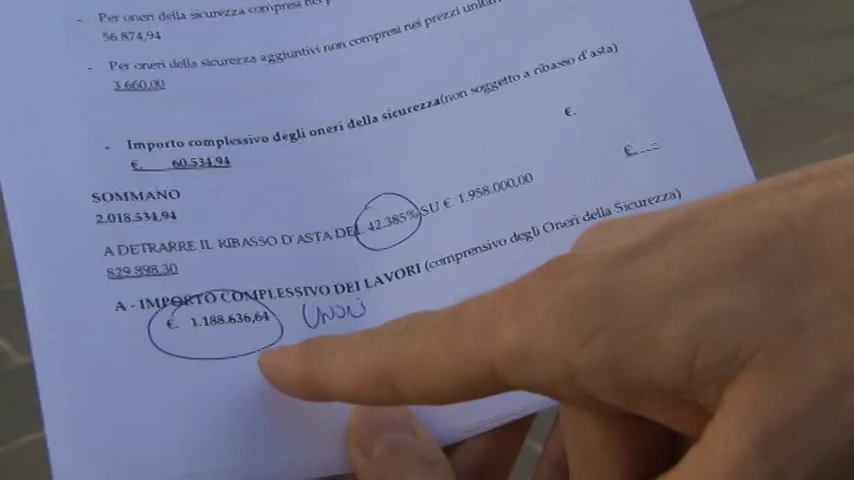 - Per oneri della sicurezza compresi nei
56.874,94
- Per oneri della sicurezza aggiuntivi non compresi nei prezzi unitari
3.660,00
- Importo complessivo degli oneri della sicurezza(non soggetto a ribasso d'asta)
€.
€. 60.534,94
€.
SOMMANO
2.018.534,94
A DETRARRE IL RIBASSO D'ASTA DEL 42.385% SU €. 1.958.000,00
829.898,30
A - IMPORTO COMPLESSIVO DEI LAVORI (comprensivo degli Oneri della Sicurezza)
€. 1.188.636,64